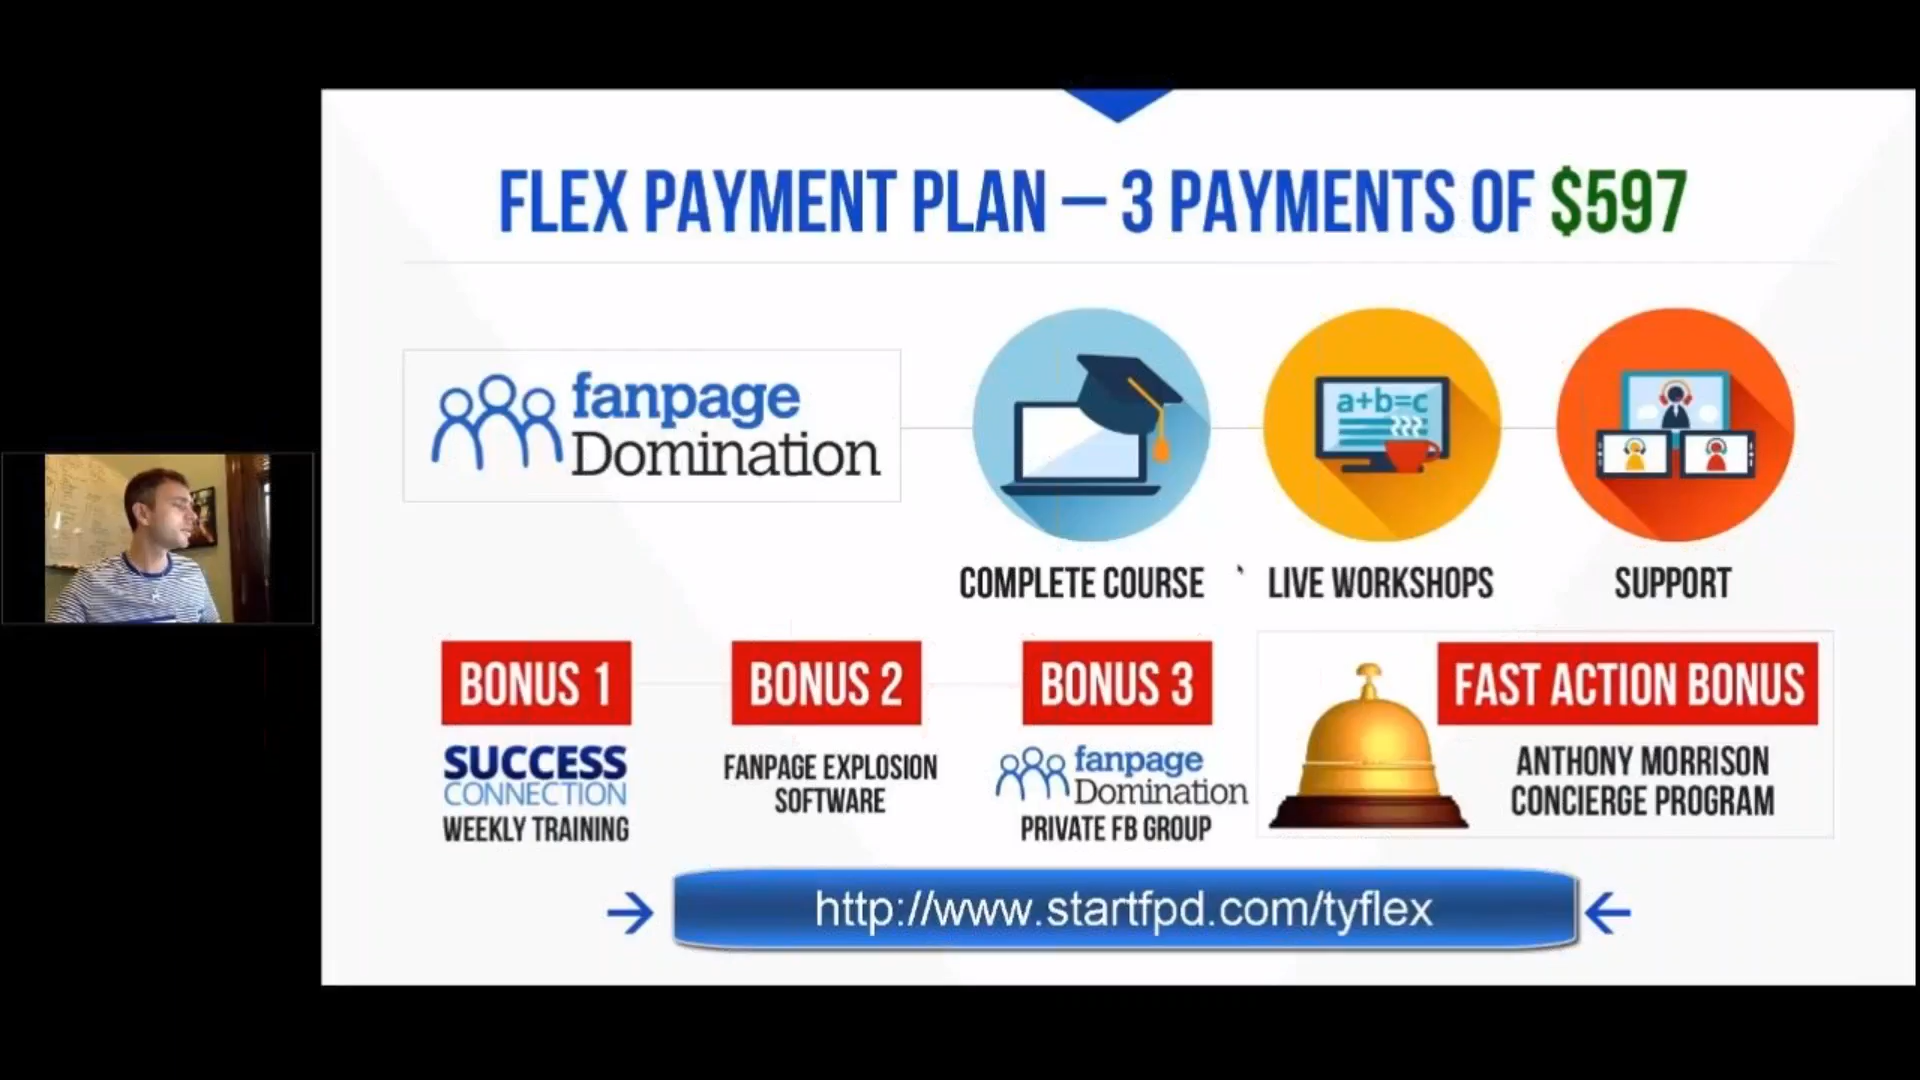 FLEX PAYMENT PLAN – 3 PAYMENTS OF $597
fanpage
Domination
a+b=c
COMPLETE COURSE
LIVE WORKSHOPS
SUPPORT
BONUS 1
SUCCESS
CONNECTION
WEEKLY TRAINING
BONUS 2
FANPAGE EXPLOSION
SOFTWARE
BONUS 3
fanpage
Domination
PRIVATE FB GROUP
FAST ACTION BONUS
ANTHONY MORRISON
CONCIERGE PROGRAM
http://www.startfpd.com/tyflex